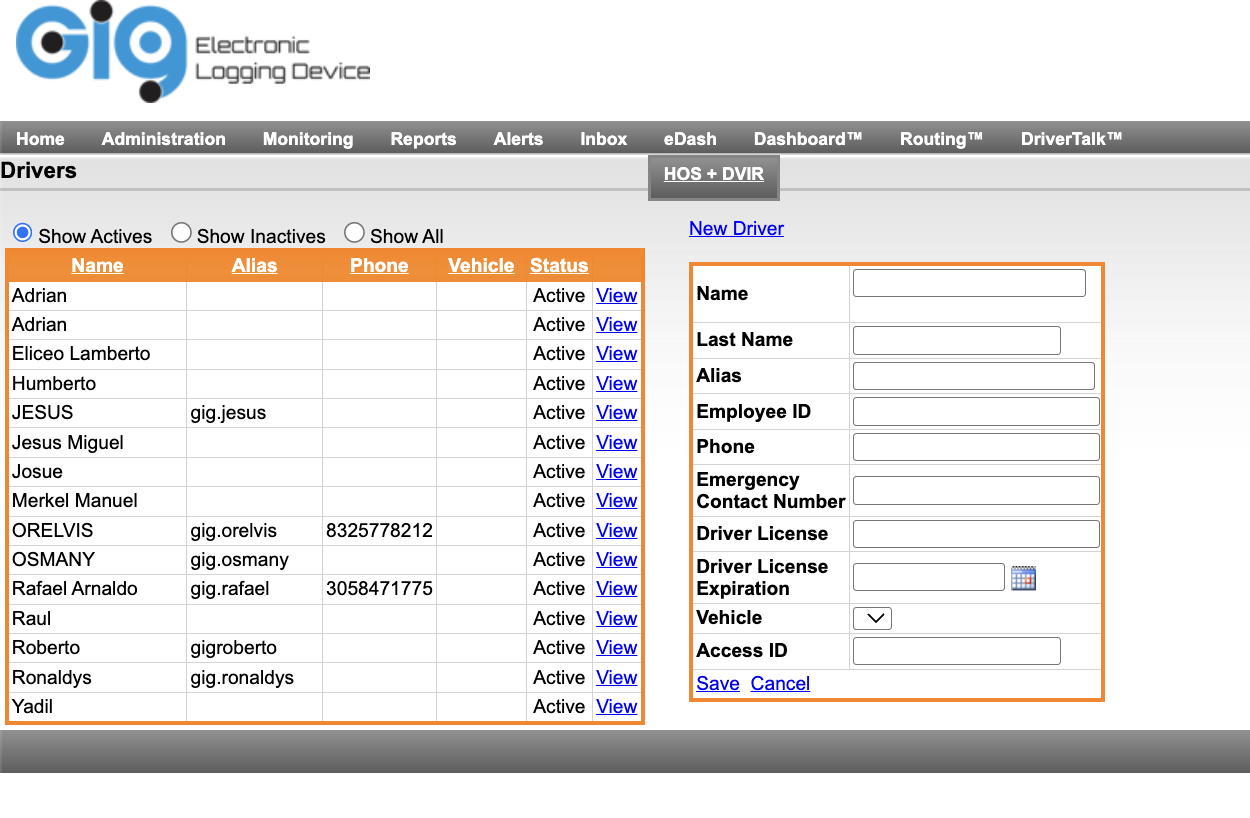 Gig Electronic
Logging Device
Home Administration Monitoring Reports Alerts Inbox eDash Dashboard™ Routing™ DriverTalk™
Drivers
HOS + DVIR
Show Actives Show Inactives Show All
Name Alias Phone Vehicle Status
Adrian Active View
Adrian Active View
Eliceo Lamberto Active View
Humberto Active View
JESUS gig.jesus Active View
Jesus Miguel Active View
Josue Active View
Merkel Manuel Active View
ORELVIS gig.orelvis 8325778212 Active View
OSMANY gig.osmany Active View
Rafael Arnaldo gig.rafael 3058471775 Active View
Raul Active View
Roberto gigroberto Active View
Ronaldys gig.ronaldys Active View
Yadil Active View
New Driver
Name
Last Name
Alias
Employee ID
Phone
Emergency
Contact Number
Driver License
Driver License
Expiration
Vehicle
Access ID
Save Cancel